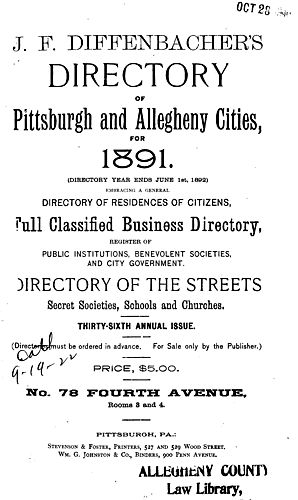 OCT 26
J. F. DIFFENBACHER'S
DIRECTORY
OF
Pittsburgh and Allegheny Cities,
FOR
1891.
(DIRECTORY YEAR ENDS JUNE 1st, 1892)
EMBRACING A GENERAL
DIRECTORY OF RESIDENCES OF CITIZENS,
Full Classified Business Directory,
REGISTER OF
PUBLIC INSTITUTIONS, BENEVOLENT SOCIETIES,
AND CITY GOVERNMENT.
DIRECTORY OF THE STREETS
Secret Societies, Schools and Churches.
THIRTY-SIXTH ANNUAL ISSUE.
(Directory must be ordered in advance. For Sale only by the Publisher.)
9-19-22
PRICE, $5.00.
No. 78 FOURTH AVENUE,
Rooms 3 and 4.
PITTSBURGH, PA.:
STEVENSON & FOSTER, PRINTERS, 527 AND 529 WOOD STREET.
WM. G. JOHNSTON & CO., BINDERS, 900 PENN AVENUE.
ALLEGHENY COUNTY
Law Library,